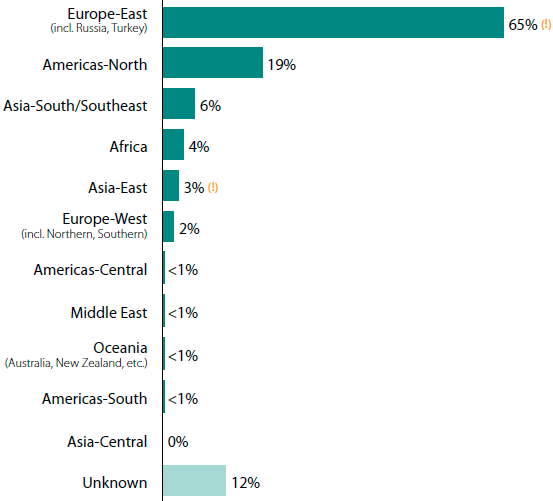 Europe-East 65% (!)
(incl. Russia, Turkey)
Americas-North 19%
Asia-South/Southeast 6%
Africa 4%
Asia-East 3% (!)
Europe-West 2%
(incl. Northern, Southern)
Americas-Central <1%
Middle East <1%
Oceania <1%
(Australia, New Zealand, etc.)
Americas-South <1%
Asia-Central 0%
Unknown 12%